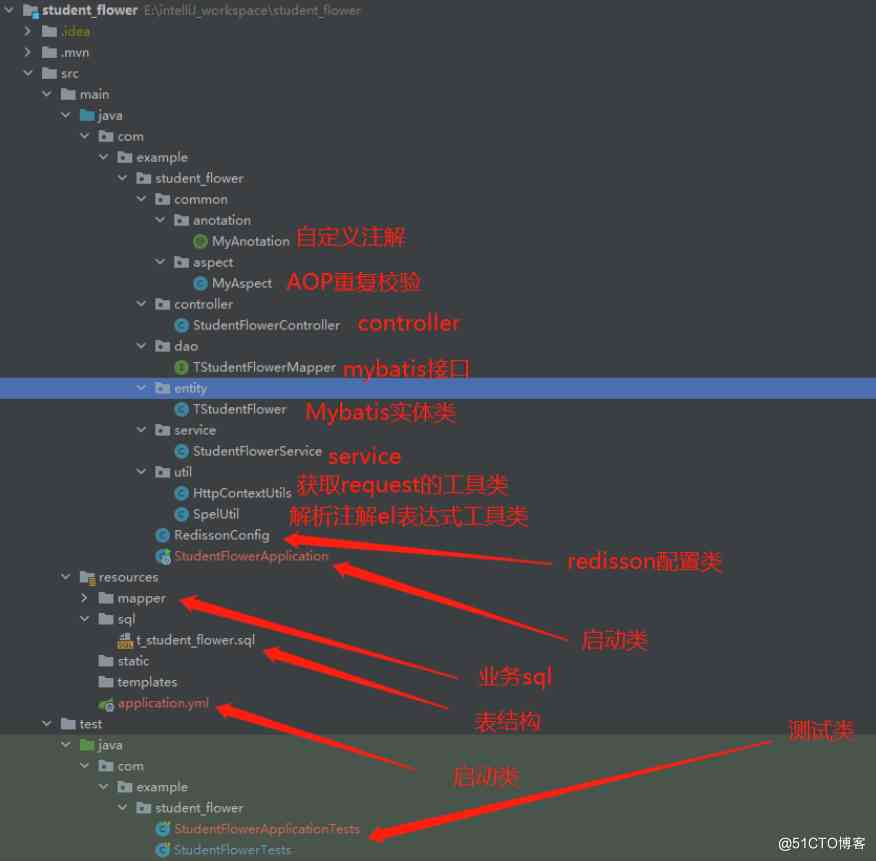 student_flower E:\intelliJ_workspace\student_flower
.idea
.mvn
src
main
java
com
example
student_flower
common
anotation
MyAnotation 自定义注解
aspect
MyAspect AOP重复校验
controller
StudentFlowerController controller
dao
TStudentFlowerMapper mybatis接口
entity
TStudentFlower Mybatis实体类
service
StudentFlowerService service
util
HttpContextUtils 获取request的工具类
SpelUtil 解析注解el表达式工具类
RedissonConfig
StudentFlowerApplication redisson配置类
resources
mapper
sql
t_student_flower.sql 启动类
static
templates 业务sql
application.yml
test 表结构
测试类
java
com
启动类
example
student_flower
StudentFlowerApplicationTests
StudentFlowerTests
@51CTO博客